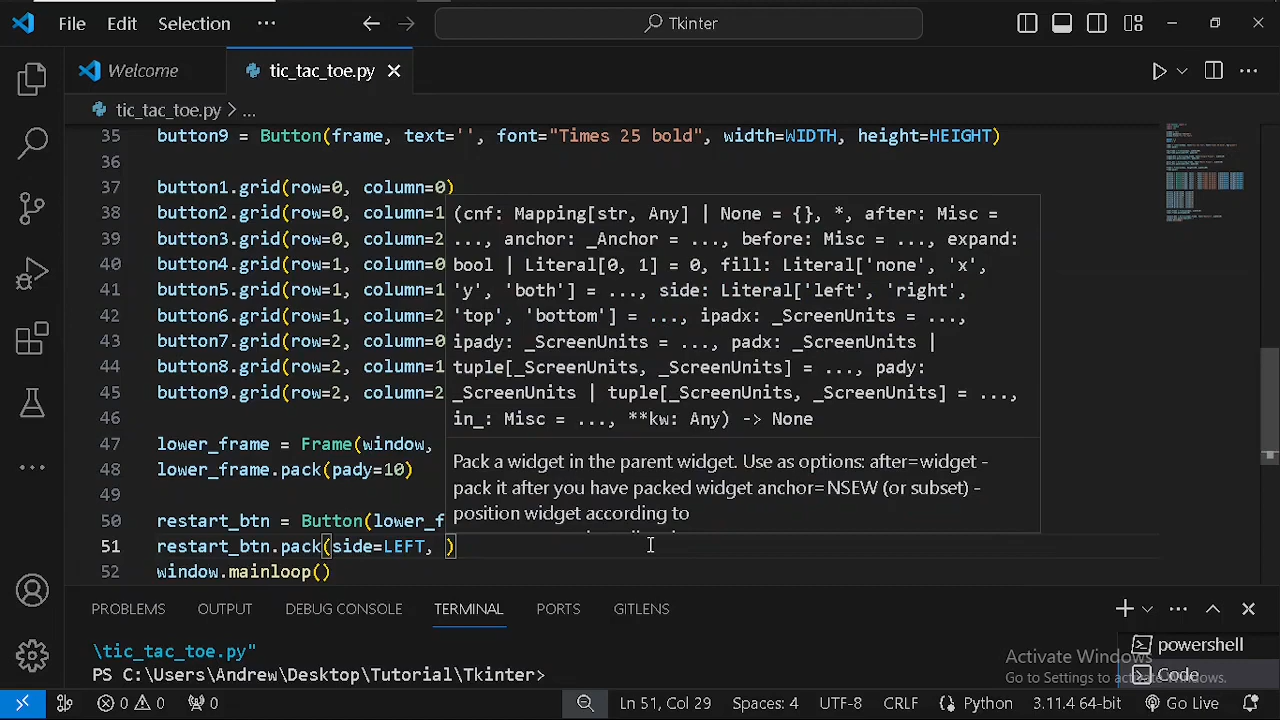 File Edit Selection ··· Tkinter
Welcome tic_tac_toe.py
tic_tac_toe.py > ...
35 button9 = Button(frame, text='', font="Times 25 bold", width=WIDTH, height=HEIGHT)
36
37 button1.grid(row=0, column=0)
38 button2.grid(row=0, column=1
39 button3.grid(row=0, column=2
40 button4.grid(row=1, column=0
41 button5.grid(row=1, column=1
42 button6.grid(row=1, column=2
43 button7.grid(row=2, column=0
44 button8.grid(row=2, column=1
45 button9.grid(row=2, column=2
46
47 lower_frame = Frame(window,
48 lower_frame.pack(pady=10)
49
50 restart_btn = Button(lower_f
51 restart_btn.pack(side=LEFT, )
52 window.mainloop()
(cnf: Mapping[str, Any] | None = {}, *, after: Misc =
..., anchor: _Anchor = ..., before: Misc = ..., expand:
bool | Literal[0, 1] = 0, fill: Literal['none', 'x',
'y', 'both'] = ..., side: Literal['left', 'right',
'top', 'bottom'] = ..., ipadx: _ScreenUnits = ...,
ipady: _ScreenUnits = ..., padx: _ScreenUnits |
tuple[_ScreenUnits, _ScreenUnits] = ..., pady:
_ScreenUnits | tuple[_ScreenUnits, _ScreenUnits] = ...,
in_: Misc = ..., **kw: Any) -> None
Pack a widget in the parent widget. Use as options: after=widget -
pack it after you have packed widget anchor=NSEW (or subset) -
position widget according to
PROBLEMS OUTPUT DEBUG CONSOLE TERMINAL PORTS GITLENS
\tic_tac_toe.py"
PS C:\Users\Andrew\Desktop\Tutorial\Tkinter>
powershell
Code
Activate Windows
Go to Settings to activate Windows.
0 0 0 Ln 51, Col 29 Spaces: 4 UTF-8 CRLF Python 3.11.4 64-bit Go Live